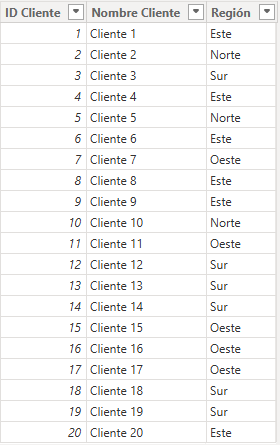 ID Cliente Nombre Cliente Región
1 Cliente 1 Este
2 Cliente 2 Norte
3 Cliente 3 Sur
4 Cliente 4 Este
5 Cliente 5 Norte
6 Cliente 6 Este
7 Cliente 7 Oeste
8 Cliente 8 Este
9 Cliente 9 Este
10 Cliente 10 Norte
11 Cliente 11 Oeste
12 Cliente 12 Sur
13 Cliente 13 Sur
14 Cliente 14 Sur
15 Cliente 15 Oeste
16 Cliente 16 Oeste
17 Cliente 17 Oeste
18 Cliente 18 Sur
19 Cliente 19 Sur
20 Cliente 20 Este